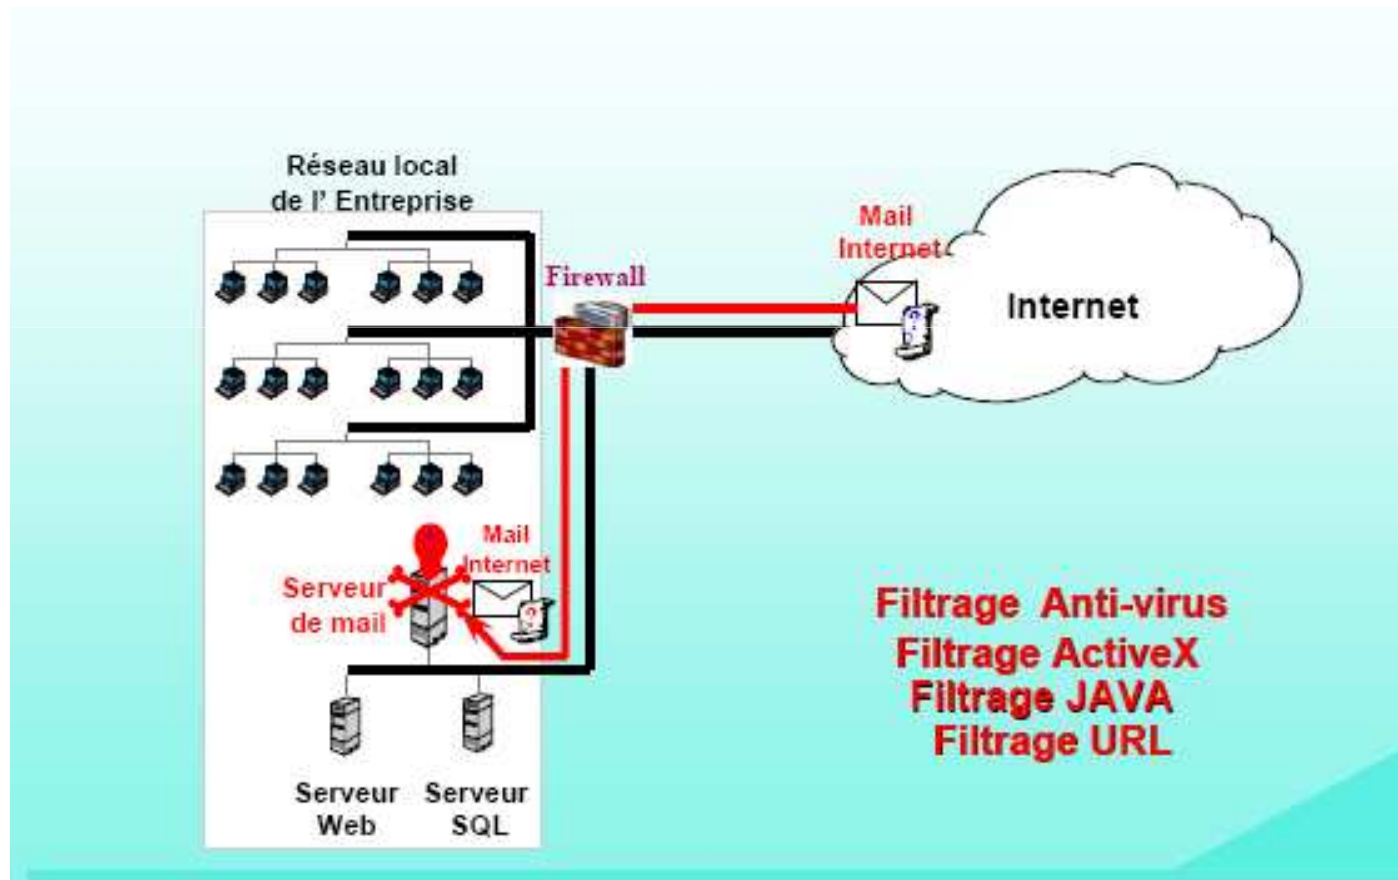 Réseau local
de l' Entreprise
Firewall
Mail
Internet
Internet
Serveur
de mail
Mail
Internet
Serveur
Web
Serveur
SQL
Filtrage Anti-virus
Filtrage ActiveX
Filtrage JAVA
Filtrage URL